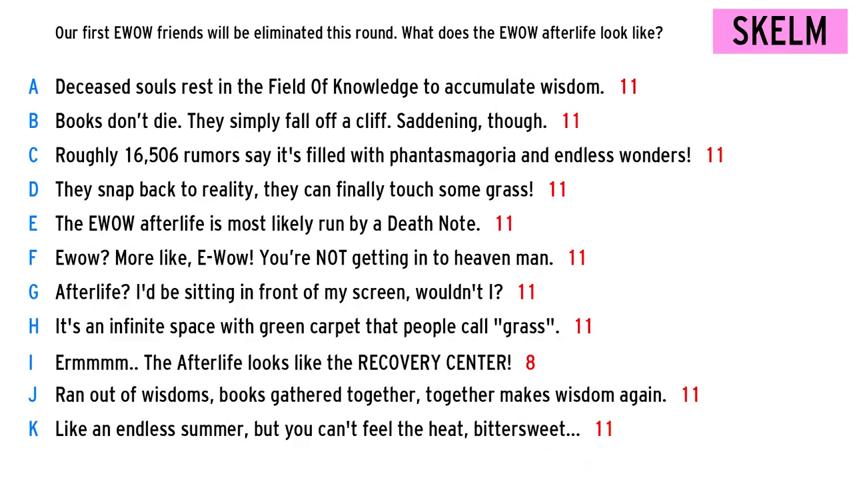 Our first EWOW friends will be eliminated this round. What does the EWOW afterlife look like?
SKELM
A Deceased souls rest in the Field Of Knowledge to accumulate wisdom. 11
B Books don't die. They simply fall off a cliff. Saddening, though. 11
C Roughly 16,506 rumors say it's filled with phantasmagoria and endless wonders! 11
D They snap back to reality, they can finally touch some grass! 11
E The EWOW afterlife is most likely run by a Death Note. 11
F Ewow? More like, E-Wow! You're NOT getting in to heaven man. 11
G Afterlife? I'd be sitting in front of my screen, wouldn't I? 11
H It's an infinite space with green carpet that people call "grass". 11
I Ermmmm.. The Afterlife looks like the RECOVERY CENTER! 8
J Ran out of wisdoms, books gathered together, together makes wisdom again. 11
K Like an endless summer, but you can't feel the heat, bittersweet... 11